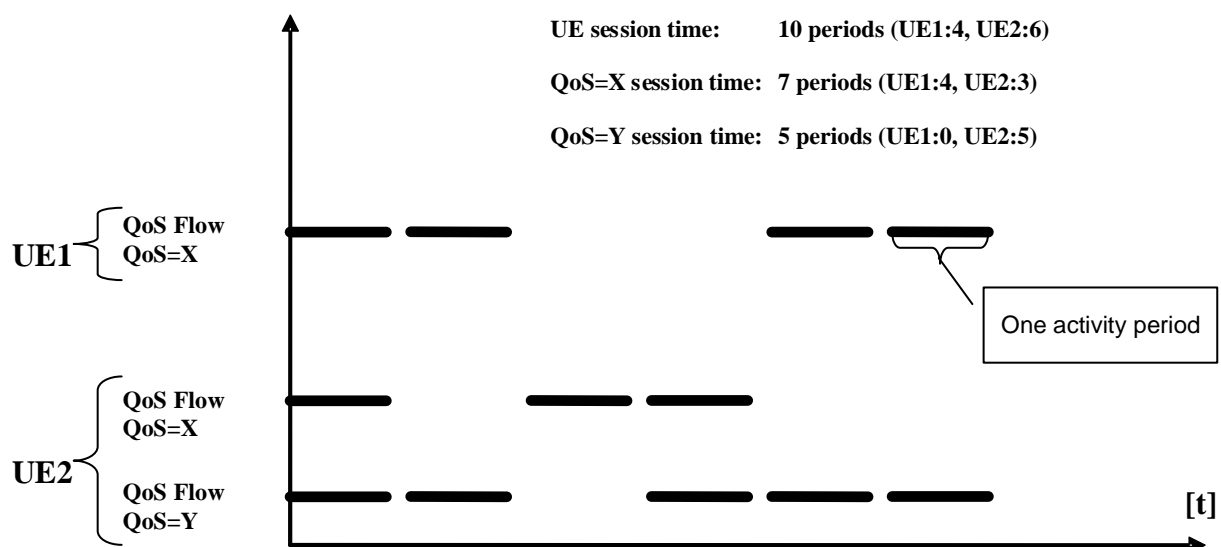 UE session time: 10 periods (UE1:4, UE2:6)
QoS=X session time: 7 periods (UE1:4, UE2:3)
QoS=Y session time: 5 periods (UE1:0, UE2:5)
UE1
QoS Flow
QoS=X
One activity period
UE2
QoS Flow
QoS=X
QoS Flow
QoS=Y
[t]